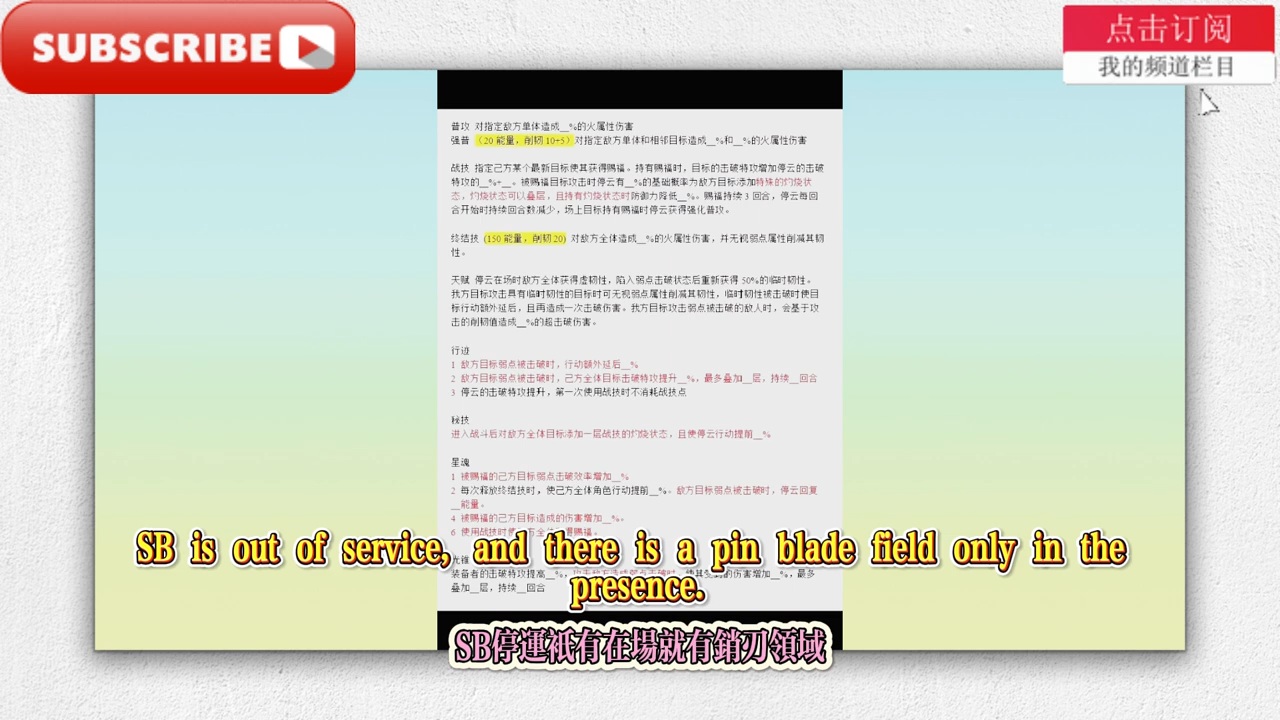 SUBSCRIBE
点击订阅
我的频道栏目
普攻 对指定敌方单体造成__%的火属性伤害
强普 （20 能量，削韧 10+5）对指定敌方单体和相邻目标造成__%和__%的火属性伤害
战技 指定己方某个最新目标使其获得赐福。持有赐福时，目标的击破特攻增加停云的击破
特攻的__%+__。被赐福目标攻击时停云有__%的基础概率为敌方目标添加特殊的灼烧状
态，灼烧状态可以叠层，且持有灼烧状态时防御力降低__%。赐福持续 3 回合，停云每回
合开始时持续回合数减少，场上目标持有赐福时停云获得强化普攻。
终结技 (150 能量，削韧 20) 对敌方全体造成__%的火属性伤害，并无视弱点属性削减其韧
性。
天赋 停云在场时敌方全体获得虚韧性，陷入弱点击破状态后重新获得 50%的临时韧性。
我方目标攻击具有临时韧性的目标时可无视弱点属性削减其韧性，临时韧性被击破时使目
标行动额外延后，且再造成一次击破伤害。我方目标攻击弱点被击破的敌人时，会基于攻
击的削韧值造成__%的超击破伤害。
行迹
1 敌方目标弱点被击破时，行动额外延后__%
2 敌方目标弱点被击破时，己方全体目标击破特攻提升__%，最多叠加__层，持续__回合
3 停云的击破特攻提升，第一次使用战技时不消耗战技点
秘技
进入战斗后对敌方全体目标添加一层战技的灼烧状态，且使停云行动提前__%
星魂
1 被赐福的己方目标弱点击破效率增加__%
2 每次释放终结技时，使己方全体角色行动提前__%。敌方目标弱点被击破时，停云回复
__能量。
4 被赐福的己方目标造成的伤害增加__%。
6 使用战技时使
SB is out of service, and there is a pin blade field only in the
presence.
装备者的击破特攻提高__%，
的伤害增加__%，最多
叠加__层，持续__回合
SB停運衹有在場就有銷刃領域